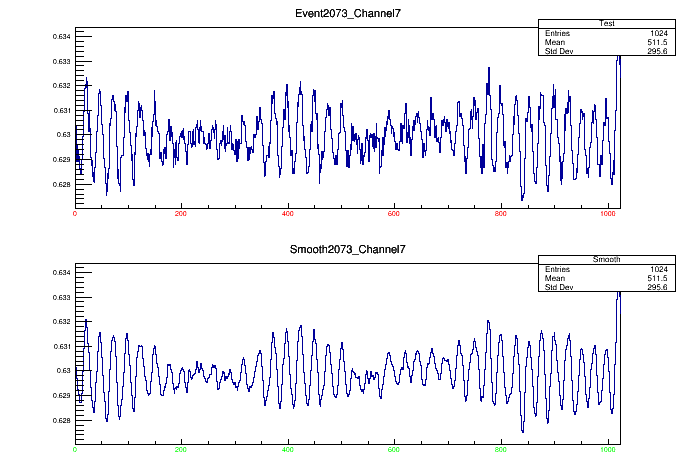 Event2073_Channel7
Test
Entries 1024
Mean 511.5
Std Dev 295.6
0.634
0.633
0.632
0.631
0.63
0.629
0.628
0 200 400 600 800 1000
Smooth2073_Channel7
Smooth
Entries 1024
Mean 511.5
Std Dev 295.6
0.634
0.633
0.632
0.631
0.63
0.629
0.628
0 200 400 600 800 1000